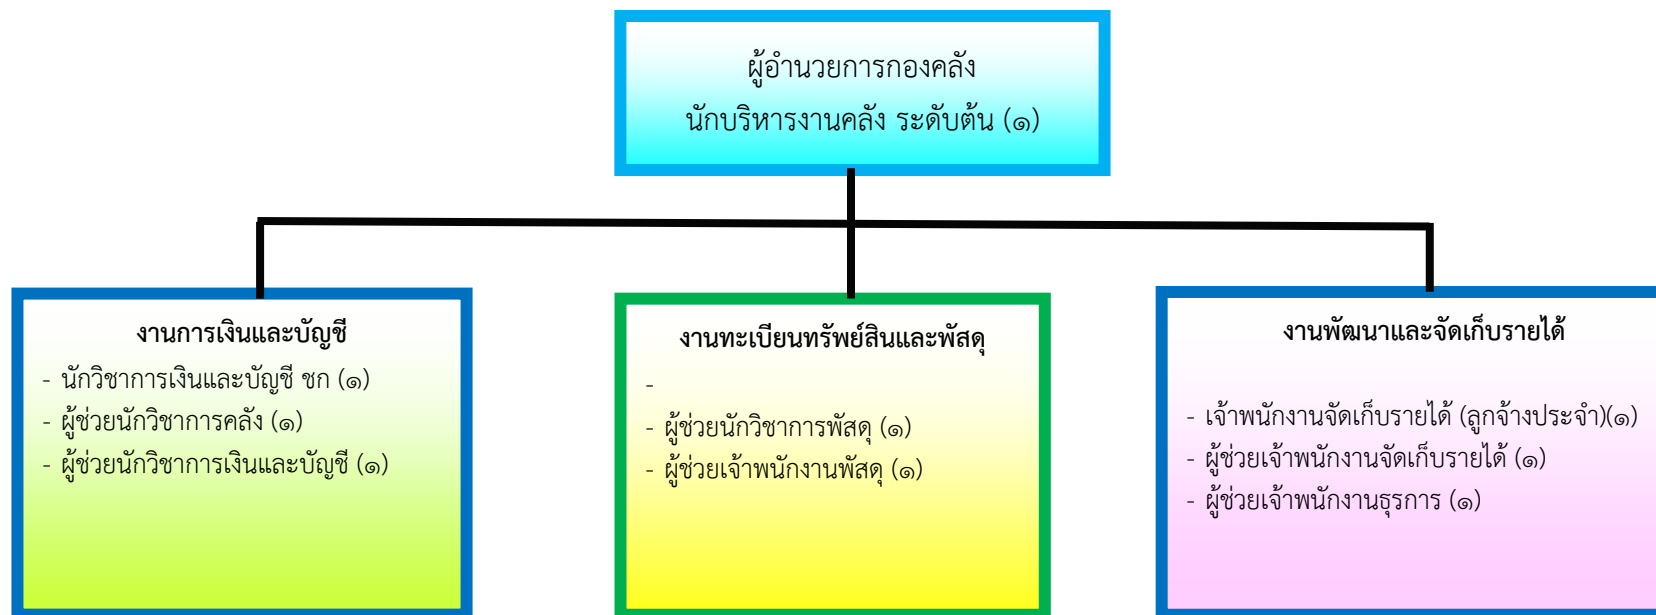 ผู้อำนวยการกองคลัง
นักบริหารงานคลัง ระดับต้น (๑)
งานการเงินและบัญชี
- นักวิชาการเงินและบัญชี ชก (๑)
- ผู้ช่วยนักวิชาการคลัง (๑)
- ผู้ช่วยนักวิชาการเงินและบัญชี (๑)
งานทะเบียนทรัพย์สินและพัสดุ
-
- ผู้ช่วยนักวิชาการพัสดุ (๑)
- ผู้ช่วยเจ้าพนักงานพัสดุ (๑)
งานพัฒนาและจัดเก็บรายได้
- เจ้าพนักงานจัดเก็บรายได้ (ลูกจ้างประจำ)(๑)
- ผู้ช่วยเจ้าพนักงานจัดเก็บรายได้ (๑)
- ผู้ช่วยเจ้าพนักงานธุรการ (๑)